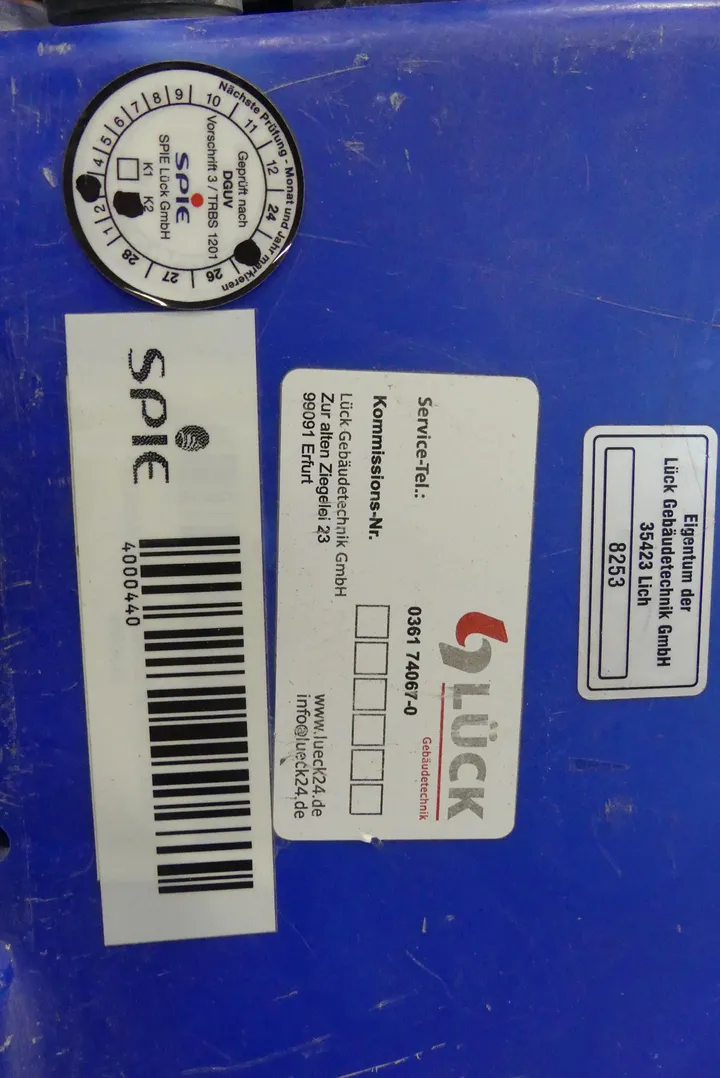 Nächste Prüfung - Monat und Jahr markieren
1 2 4 5 6 7 8 9 10 11 12
24 26 27 28
Geprüft nach
DGUV
Vorschrift 3 / TRBS 1201
SPIE
SPIE Lück GmbH
K1 K2
SPIE
4000440
LÜCK
Gebäudetechnik
Service-Tel.: 0361 74067-0
Kommissions-Nr.
Lück Gebäudetechnik GmbH
Zur alten Ziegelei 23 www.lueck24.de
99091 Erfurt info@lueck24.de
Eigentum der
Lück Gebäudetechnik GmbH
35423 Lich
8253